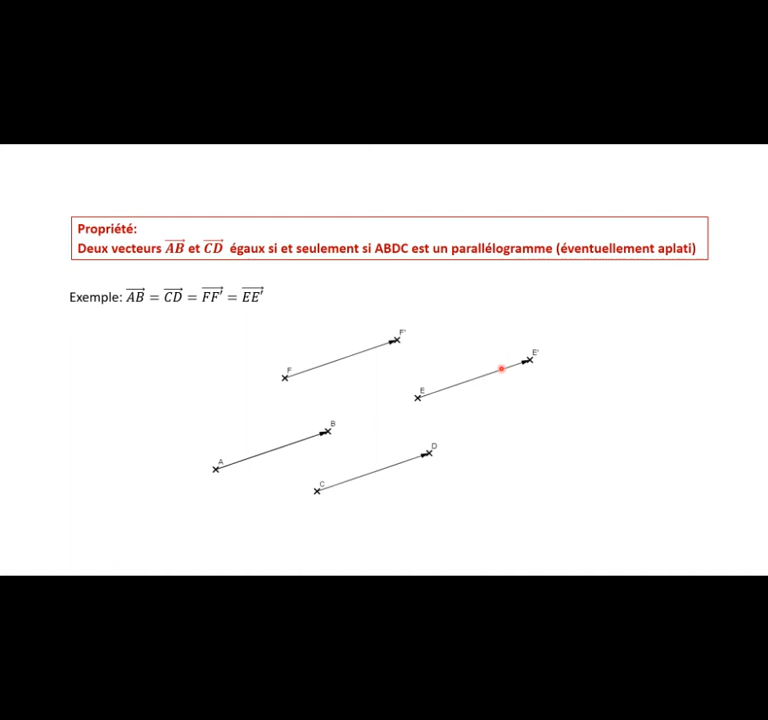 Propriété:
Deux vecteurs $\overrightarrow{AB}$ et $\overrightarrow{CD}$ égaux si et seulement si ABDC est un parallélogramme (éventuellement aplati)
Exemple: $\overrightarrow{AB} = \overrightarrow{CD} = \overrightarrow{FF'} = \overrightarrow{EE'}$
F'
E'
F
E
B
D
A
C